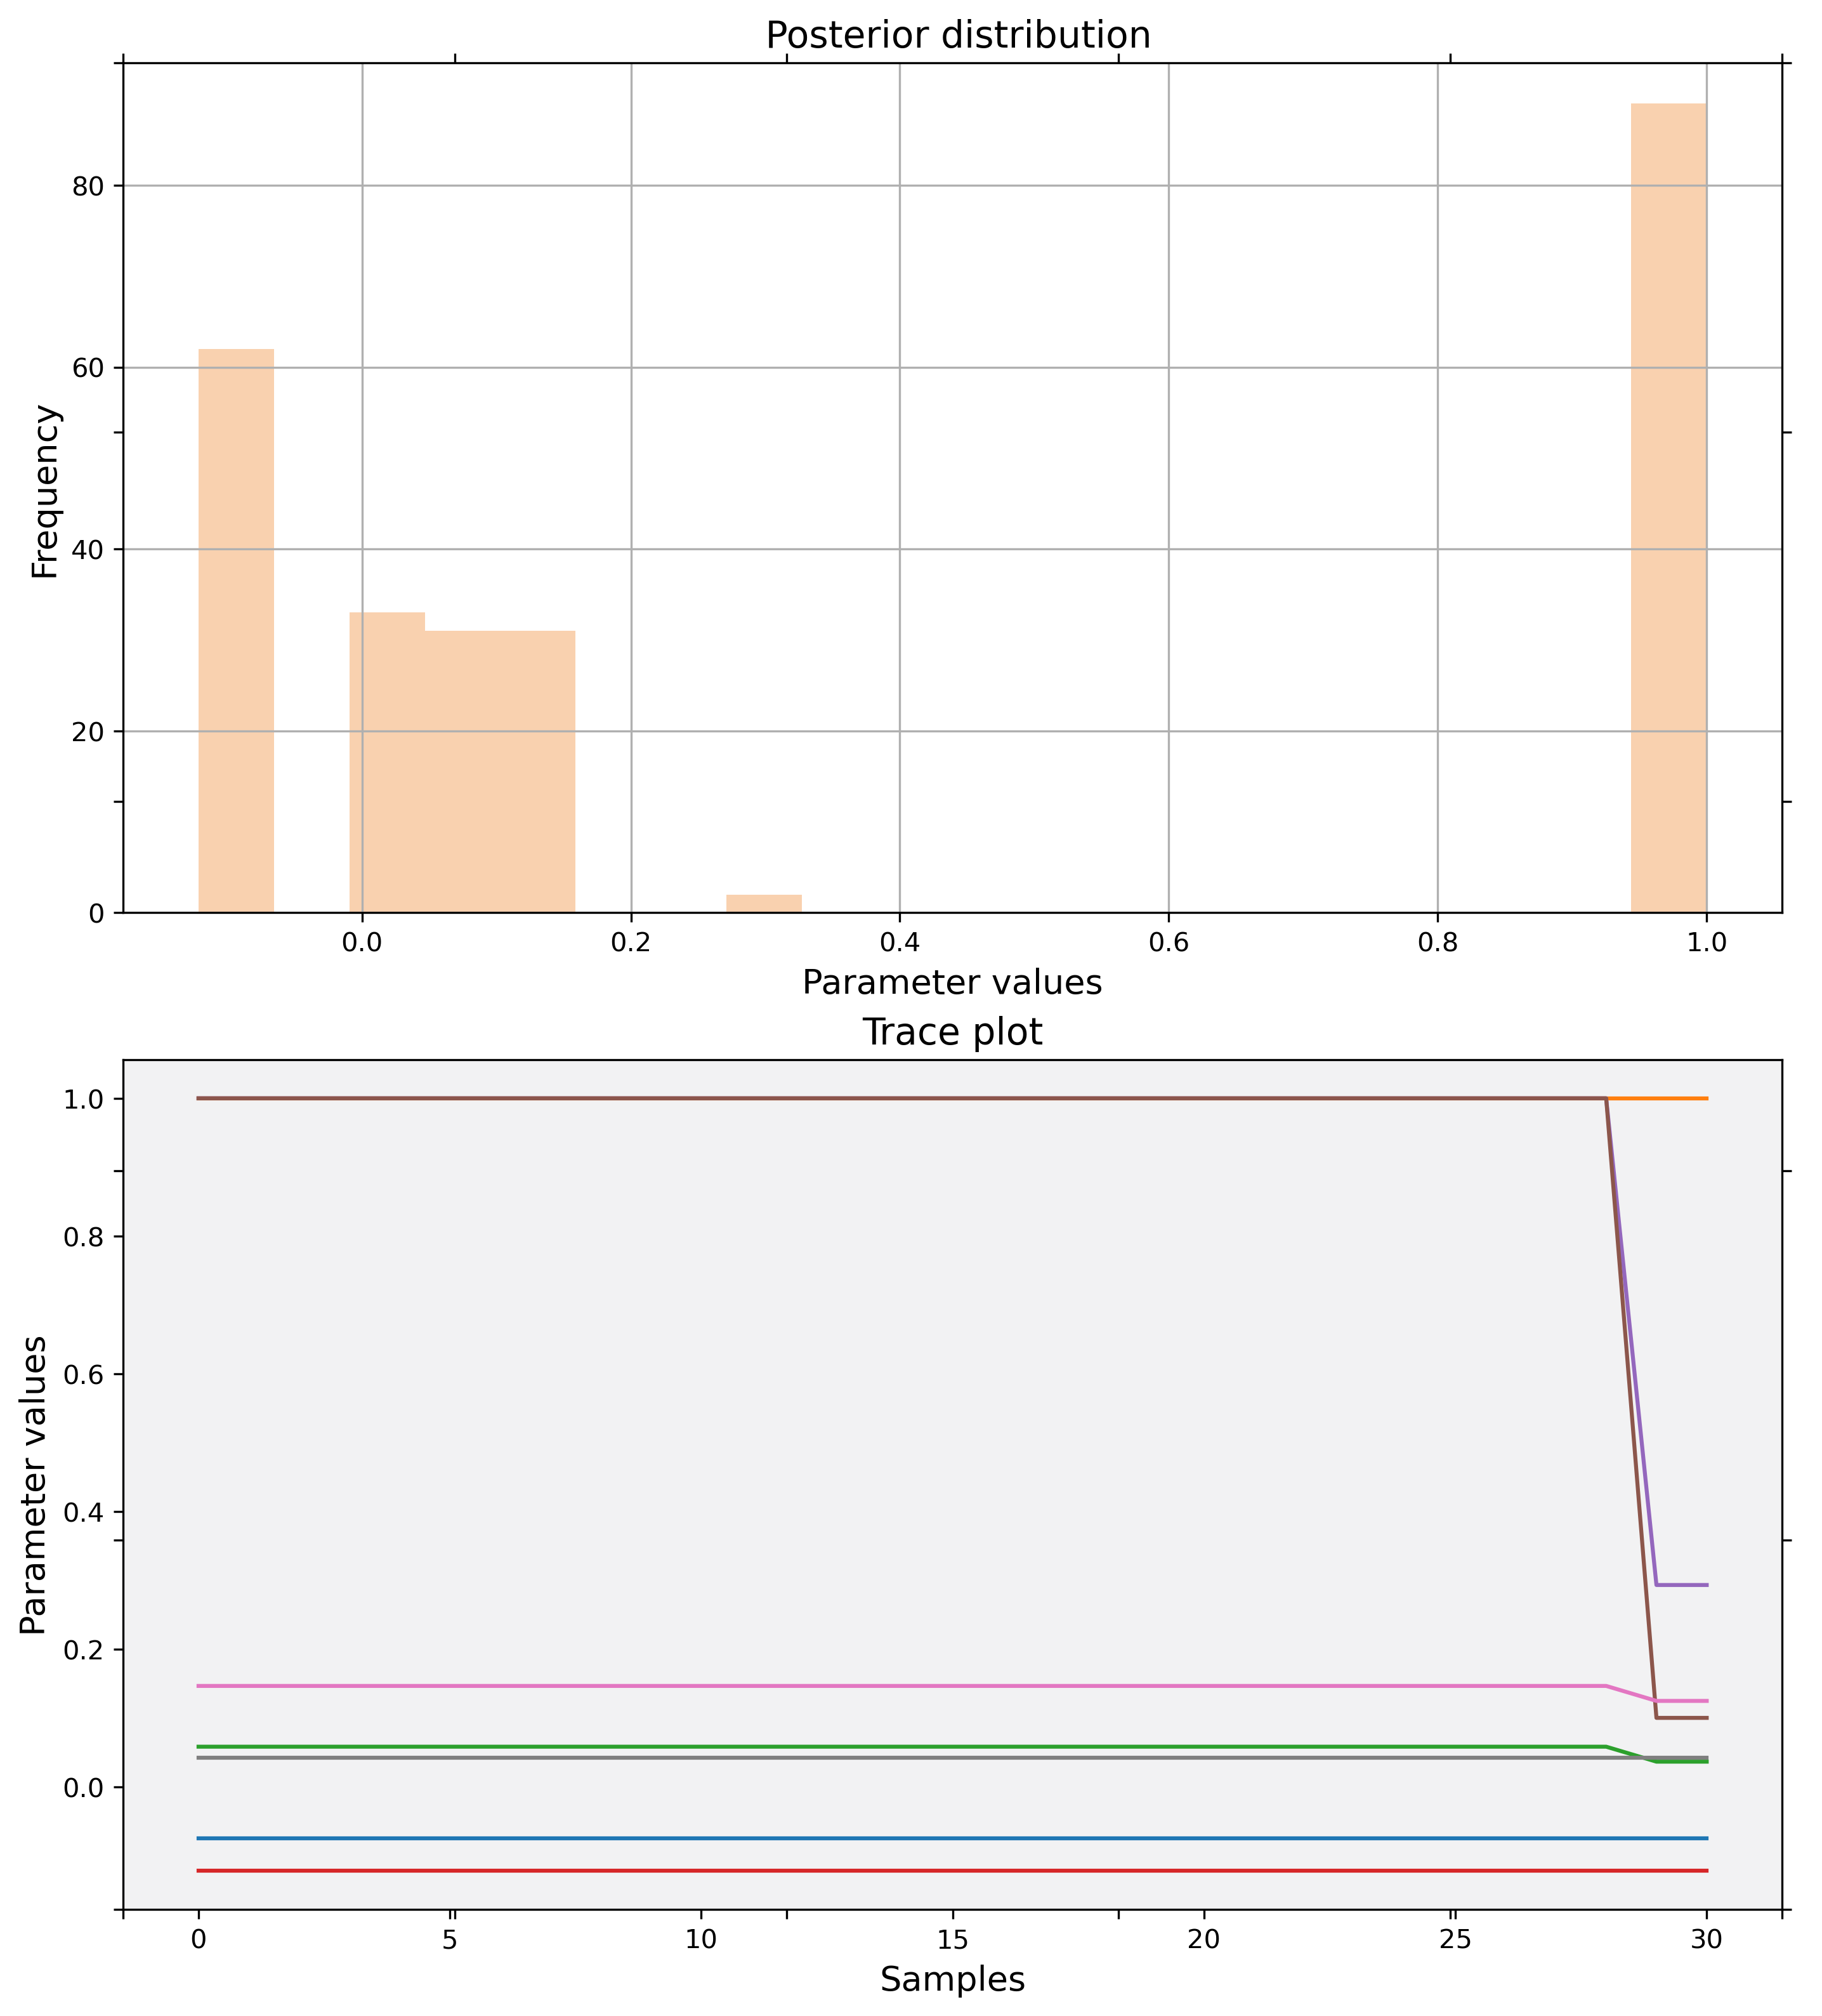 Posterior distribution
80
60
40
20
0
Frequency
0.0 0.2 0.4 0.6 0.8 1.0
Parameter values
Trace plot
1.0
0.8
0.6
0.4
0.2
0.0
Parameter values
0 5 10 15 20 25 30
Samples